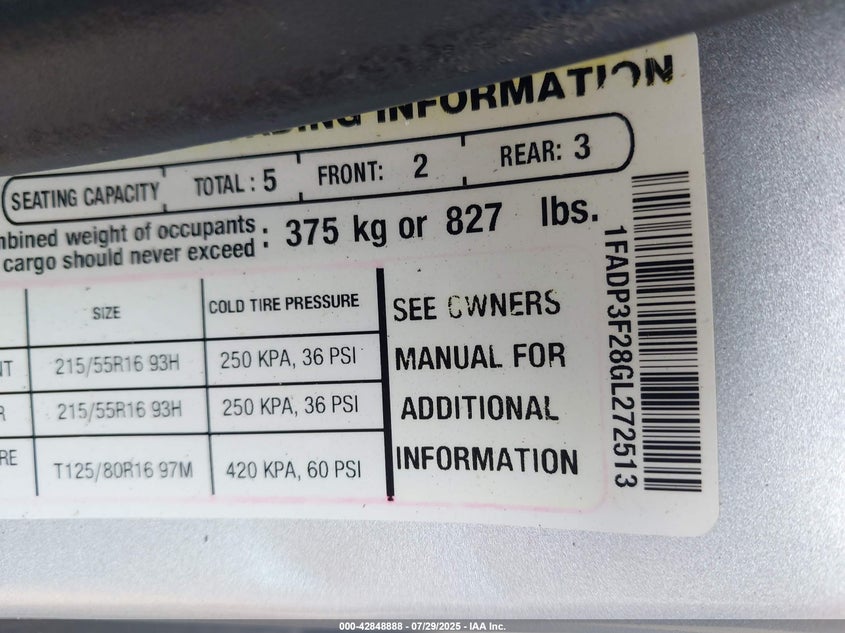 INFORMATION
SEATING CAPACITY TOTAL : 5 FRONT: 2 REAR: 3
weight of occupants
cargo should never exceed : 375 kg or 827 lbs.
SIZE COLD TIRE PRESSURE
215/55R16 93H 250 KPA, 36 PSI
215/55R16 93H 250 KPA, 36 PSI
T125/80R16 97M 420 KPA, 60 PSI
SEE OWNERS
MANUAL FOR
ADDITIONAL
INFORMATION
1FADP3F28GL272513
000-42848888 - 07/29/2025 - IAA Inc.